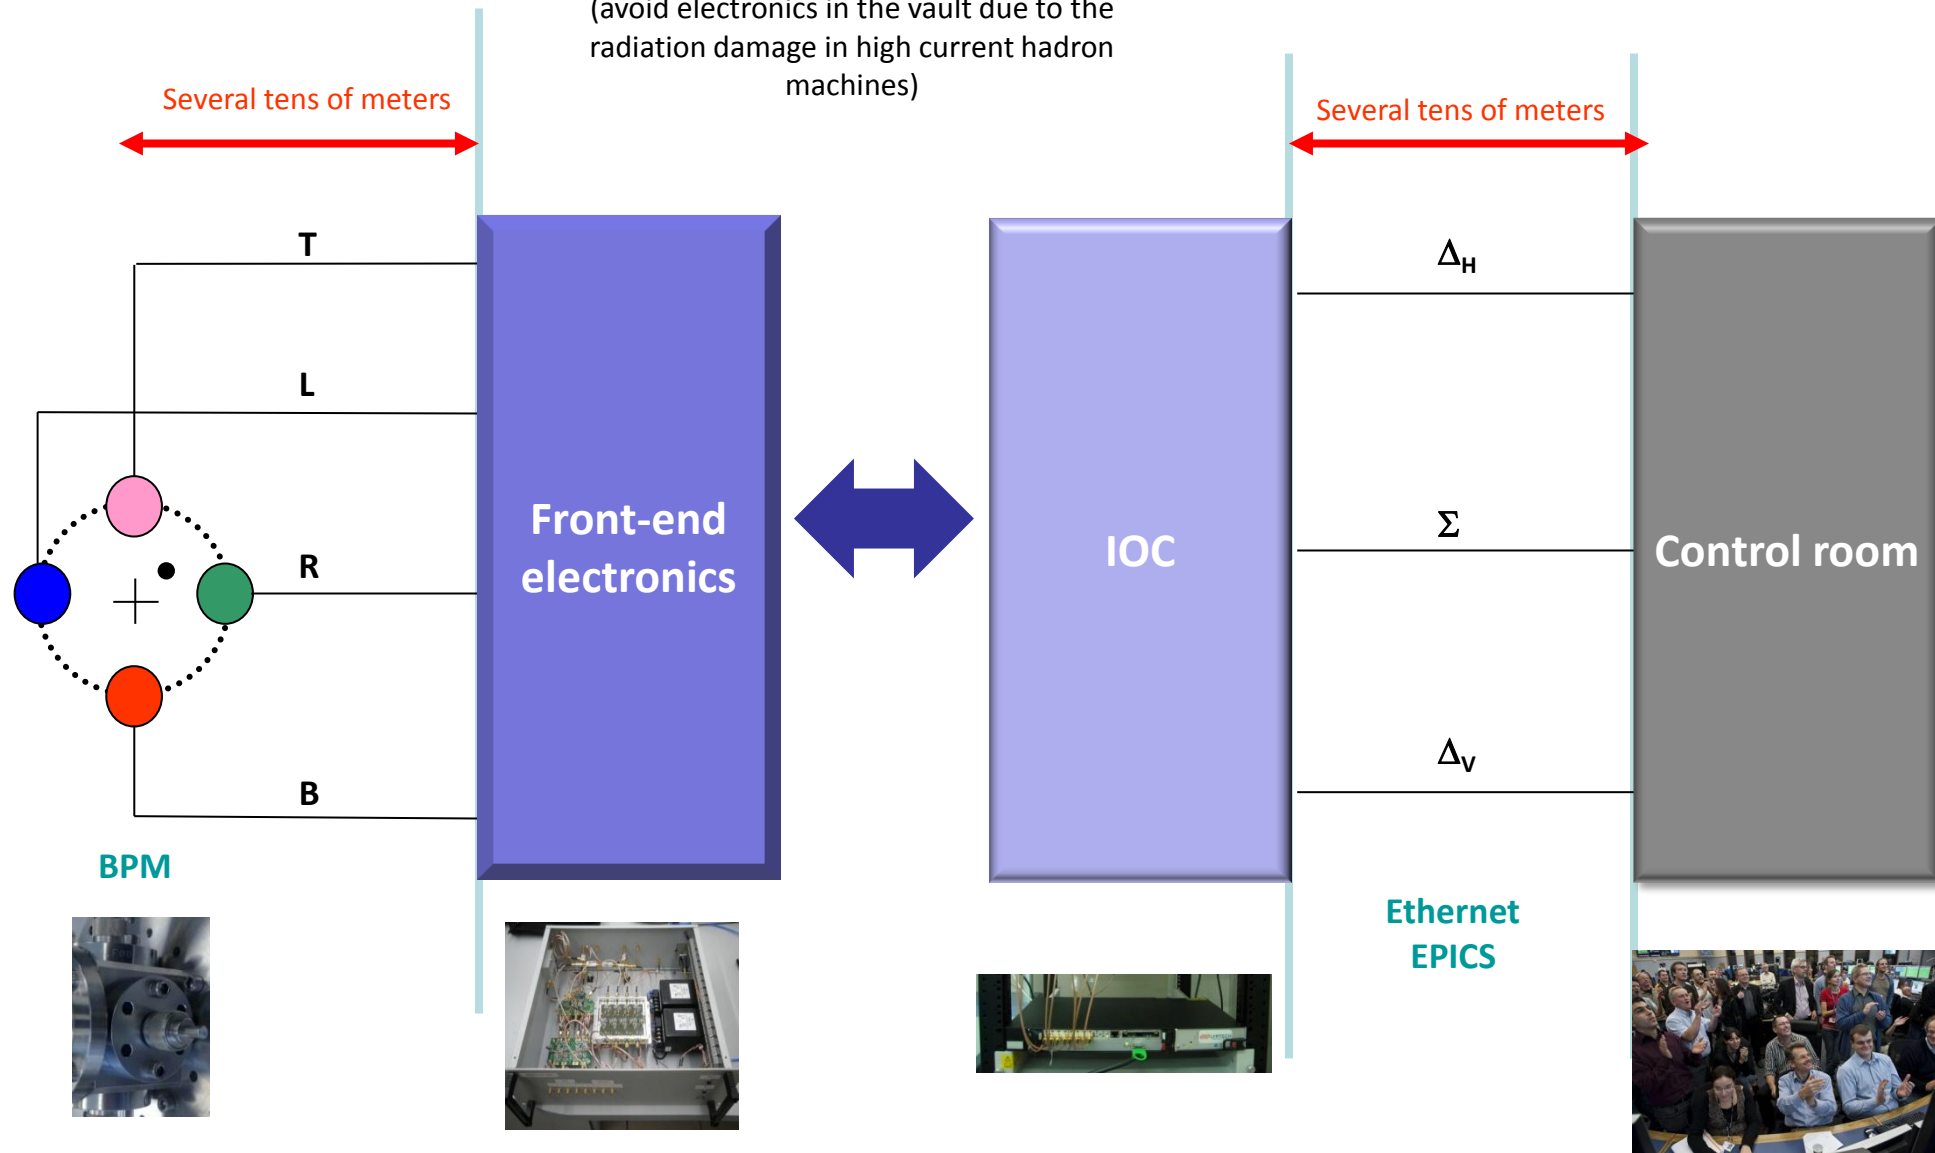 (avoid electronics in the vault due to the
radiation damage in high current hadron
machines)
Several tens of meters
Several tens of meters
T
L
R
B
BPM
Front-end
electronics
IOC
ΔH
Σ
ΔV
Ethernet
EPICS
Control room